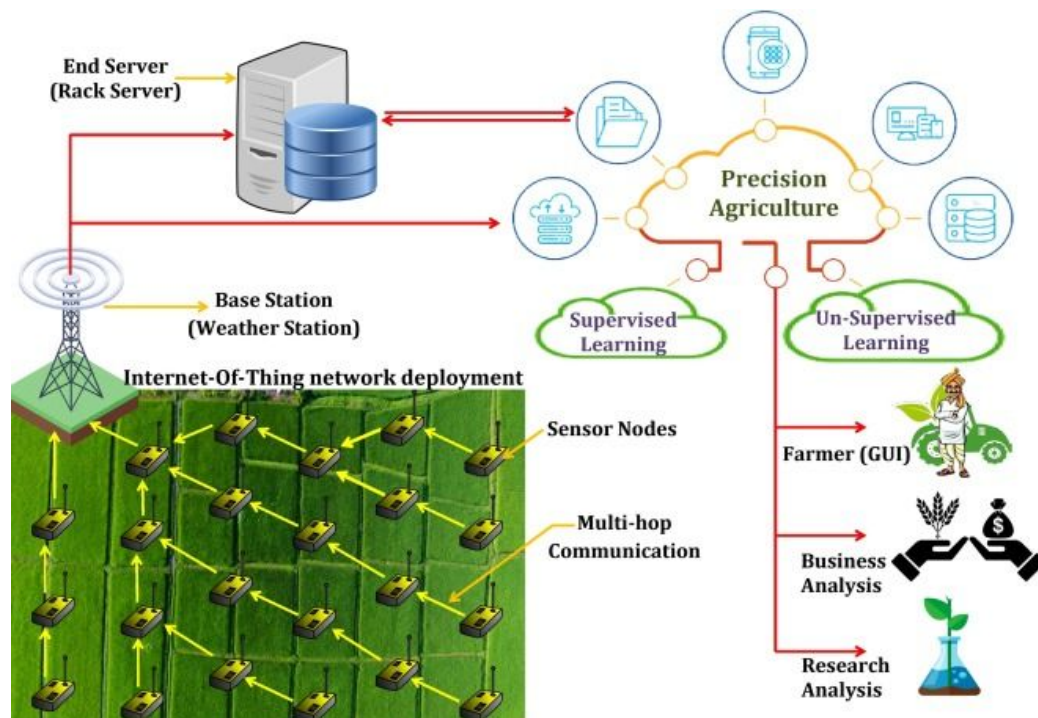 End Server
(Rack Server)
Precision
Agriculture
Base Station
(Weather Station)
Supervised
Learning
Un-Supervised
Learning
Internet-Of-Thing network deployment
Sensor Nodes
Farmer (GUI)
Multi-hop
Communication
Business
Analysis
$
Research
Analysis